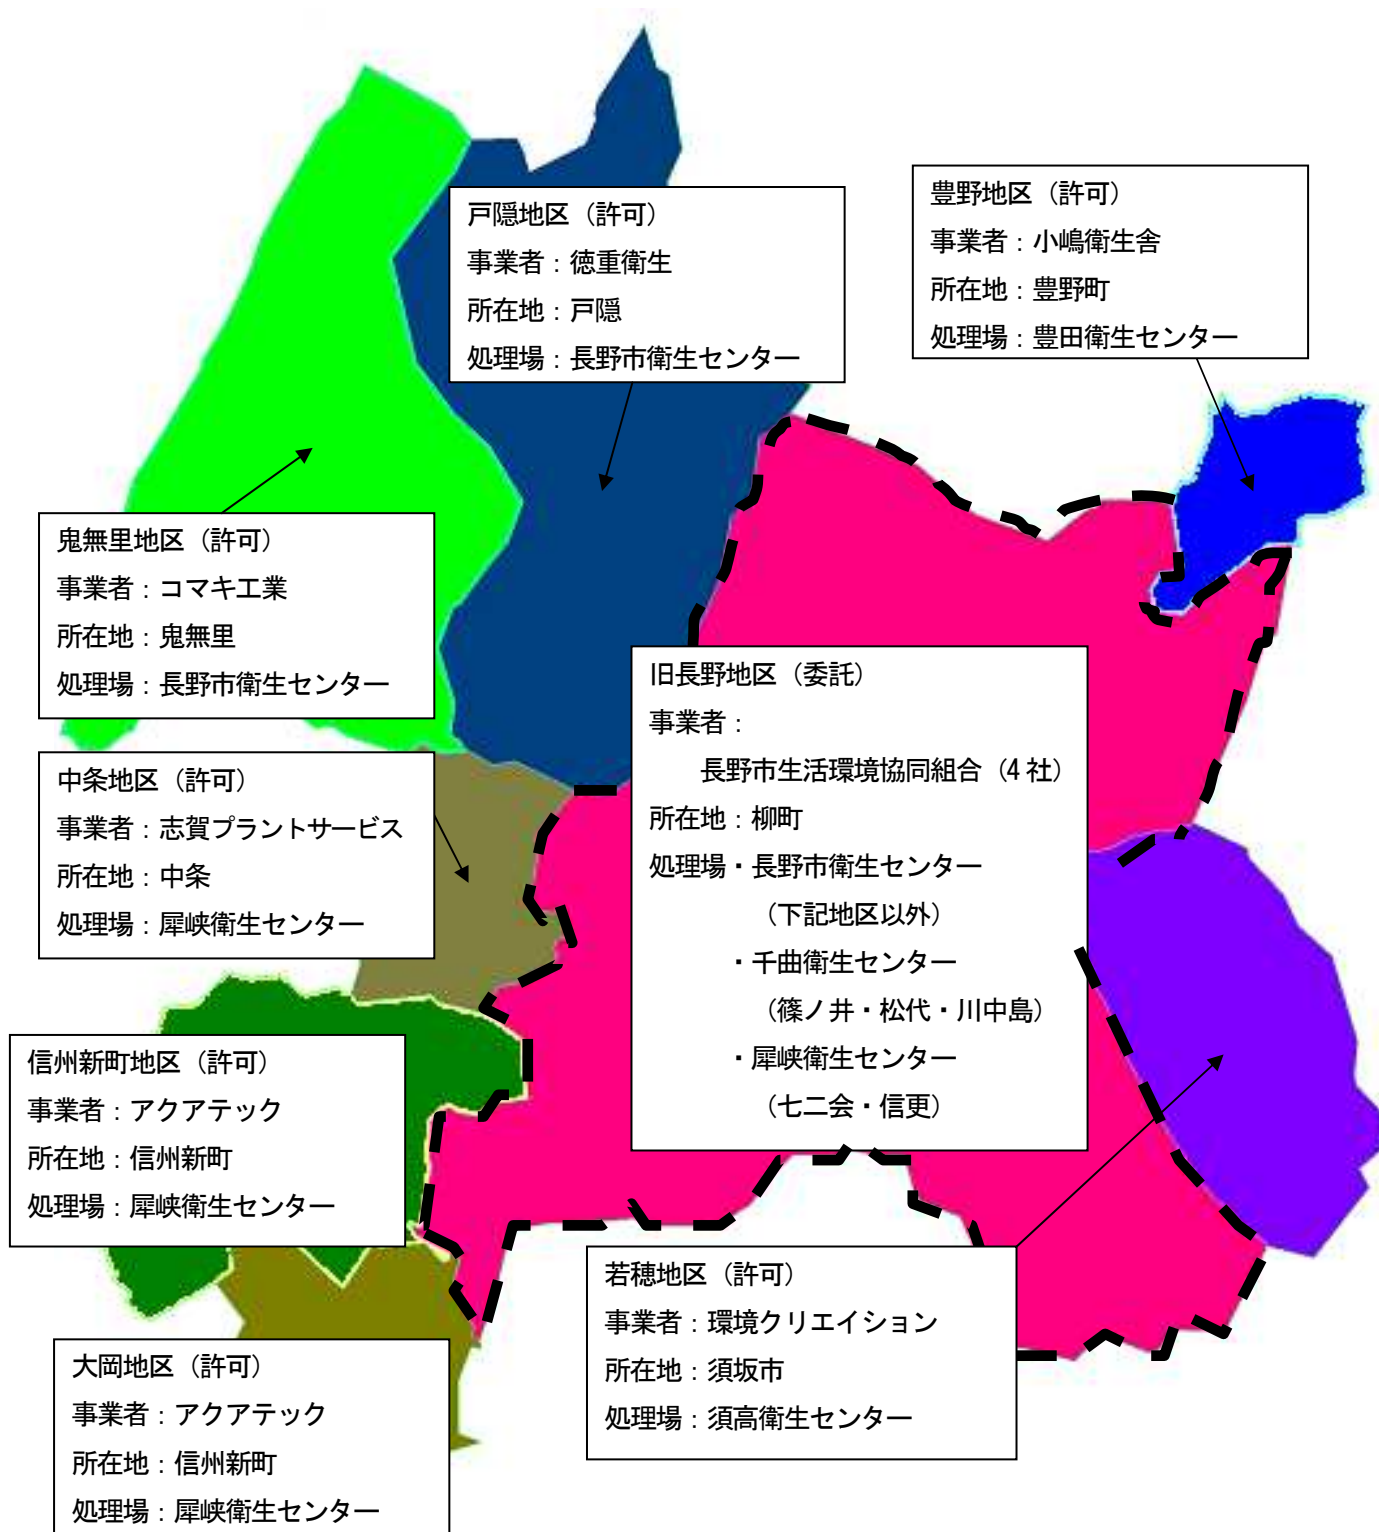 戸隠地区（許可）
事業者：徳重衛生
所在地：戸隠
処理場：長野市衛生センター
豊野地区（許可）
事業者：小嶋衛生舎
所在地：豊野町
処理場：豊田衛生センター
鬼無里地区（許可）
事業者：コマキ工業
所在地：鬼無里
処理場：長野市衛生センター
旧長野地区（委託）
事業者：
長野市生活環境協同組合（4 社）
所在地：柳町
処理場・長野市衛生センター
（下記地区以外）
・千曲衛生センター
（篠ノ井・松代・川中島）
・犀峡衛生センター
（七二会・信更）
中条地区（許可）
事業者：志賀プラントサービス
所在地：中条
処理場：犀峡衛生センター
信州新町地区（許可）
事業者：アクアテック
所在地：信州新町
処理場：犀峡衛生センター
若穂地区（許可）
事業者：環境クリエイション
所在地：須坂市
処理場：須高衛生センター
大岡地区（許可）
事業者：アクアテック
所在地：信州新町
処理場：犀峡衛生センター